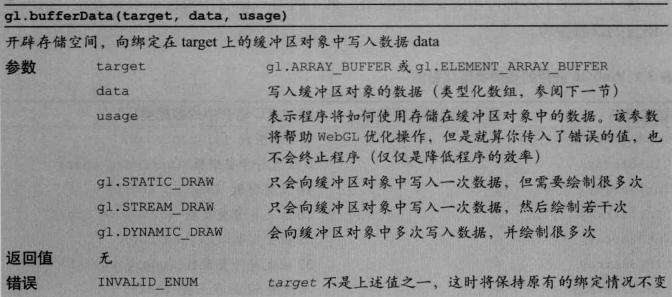 gl.bufferData(target, data, usage)
开辟存储空间，向绑定在 target 上的缓冲区对象中写入数据 data
参数 target gl.ARRAY_BUFFER 或 gl.ELEMENT_ARRAY_BUFFER
data 写入缓冲区对象的数据（类型化数组，参阅下一节）
usage 表示程序将如何使用存储在缓冲区对象中的数据。该参数
将帮助 WebGL 优化操作，但是就算你传入了错误的值，也
不会终止程序（仅仅是降低程序的效率）
gl.STATIC_DRAW 只会向缓冲区对象中写入一次数据，但需要绘制很多次
gl.STREAM_DRAW 只会向缓冲区对象中写入一次数据，然后绘制若干次
gl.DYNAMIC_DRAW 会向缓冲区对象中多次写入数据，并绘制很多次
返回值 无
错误 INVALID_ENUM target 不是上述值之一，这时将保持原有的绑定情况不变